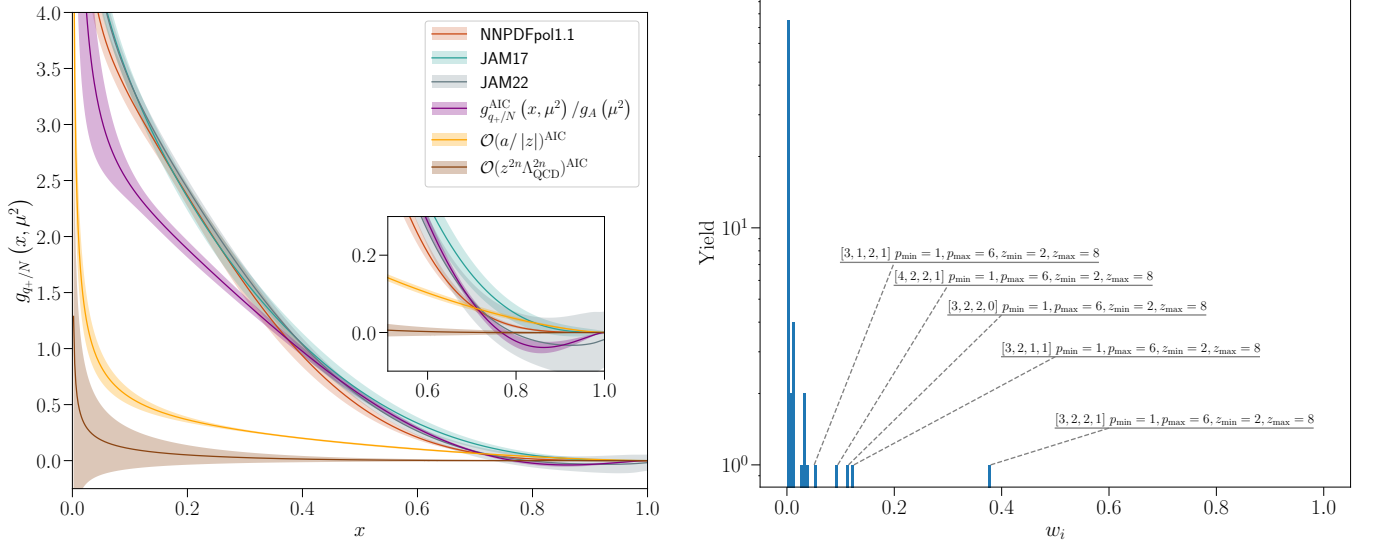 4.0
3.5
3.0
2.5
2.0
1.5
1.0
0.5
0.0
g_{q_+/N} (x, μ²)
NNPDFpol1.1
JAM17
JAM22
g^{AIC}_{q_+/N} (x, μ²) /g_A (μ²)
𝒪(a/ |z|)^{AIC}
𝒪(z^{2n}Λ^{2n}_{QCD})^{AIC}
0.2
0.0
0.6 0.8 1.0
0.0 0.2 0.4 0.6 0.8 1.0
x
Yield
10¹
10⁰
[3,1,2,1] p_min = 1, p_max = 6, z_min = 2, z_max = 8
[4,2,2,1] p_min = 1, p_max = 6, z_min = 2, z_max = 8
[3,2,2,0] p_min = 1, p_max = 6, z_min = 2, z_max = 8
[3,2,1,1] p_min = 1, p_max = 6, z_min = 2, z_max = 8
[3,2,2,1] p_min = 1, p_max = 6, z_min = 2, z_max = 8
0.0 0.2 0.4 0.6 0.8 1.0
w_i